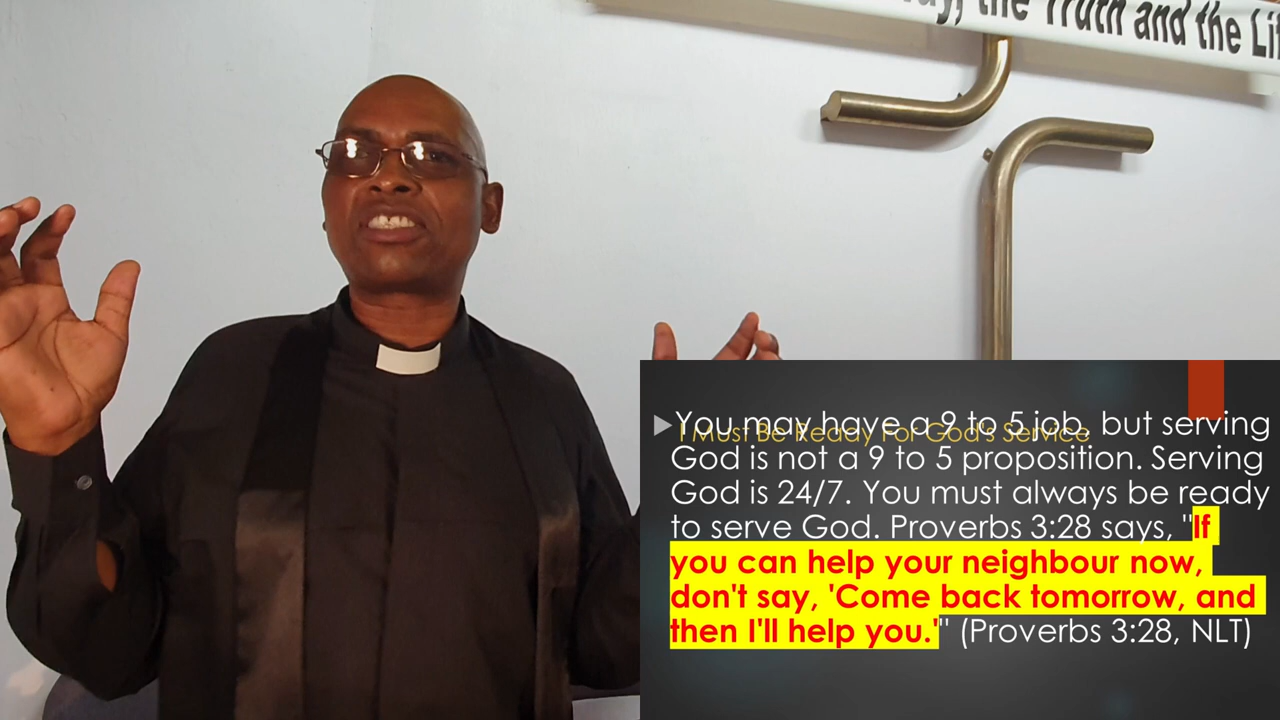 the Truth and the
You may have a 9 to 5 job, but serving
I Must Be Ready For God's Service
God is not a 9 to 5 proposition. Serving
God is 24/7. You must always be ready
to serve God. Proverbs 3:28 says, "If
you can help your neighbour now,
don't say, 'Come back tomorrow, and
then I'll help you.'" (Proverbs 3:28, NLT)